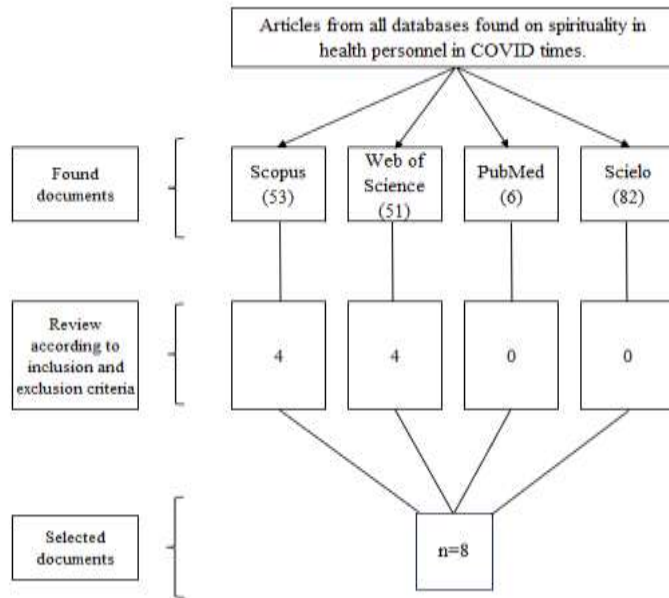 Articles from all databases found on spirituality in
health personnel in COVID times.
Found
documents
Scopus
(53)
Web of
Science
(51)
PubMed
(6)
Scielo
(82)
Review
according to
inclusion and
exclusion criteria
4
4
0
0
Selected
documents
n=8